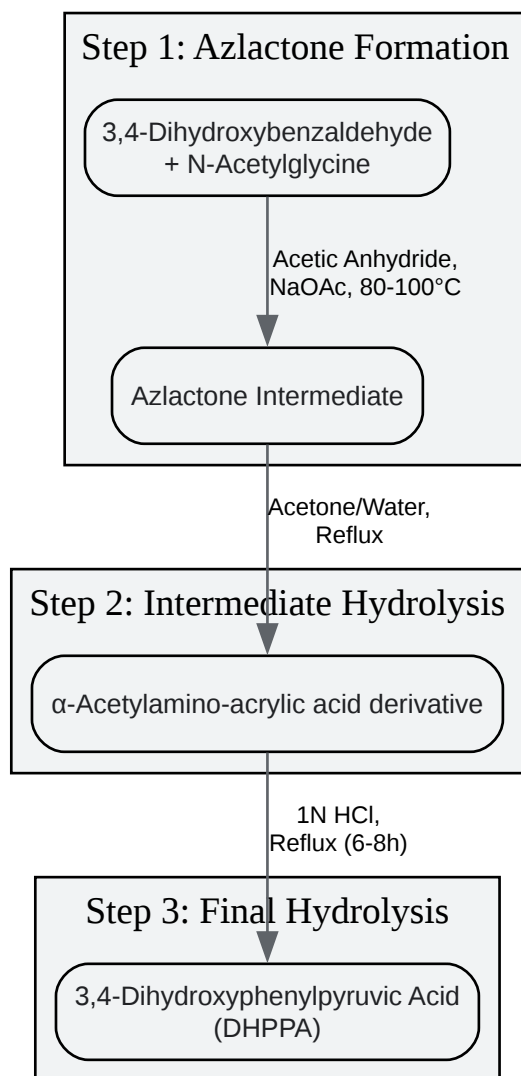 Step 1: Azlactone Formation
3,4-Dihydroxybenzaldehyde
+ N-Acetylglycine
Acetic Anhydride,
NaOAc, 80-100°C
Azlactone Intermediate
Acetone/Water,
Reflux
Step 2: Intermediate Hydrolysis
α-Acetylamino-acrylic acid derivative
1N HCl,
Reflux (6-8h)
Step 3: Final Hydrolysis
3,4-Dihydroxyphenylpyruvic Acid
(DHPPA)